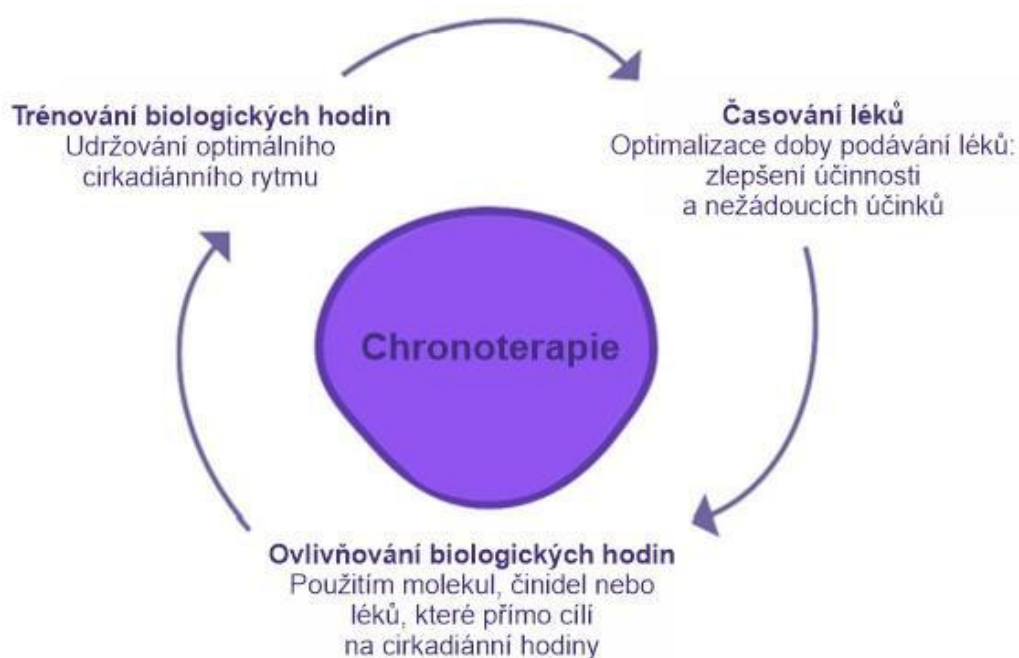 Trénování biologických hodin
Udržování optimálního
cirkadiánního rytmu
Časování léků
Optimalizace doby podávání léků:
zlepšení účinnosti
a nežádoucích účinků
Chronoterapie
Ovlivňování biologických hodin
Použitím molekul, činidel nebo
léků, které přímo cílí
na cirkadiánní hodiny